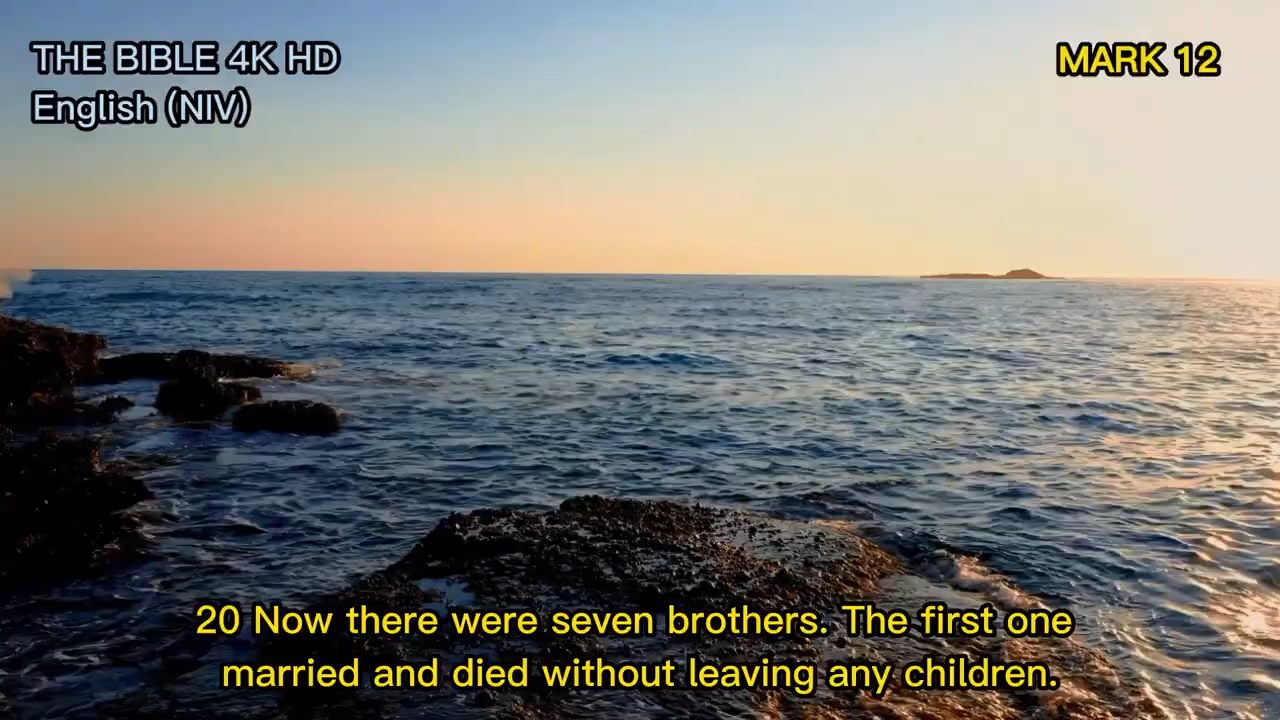 THE BIBLE 4K HD
English (NIV)
MARK 12
20 Now there were seven brothers. The first one
married and died without leaving any children.